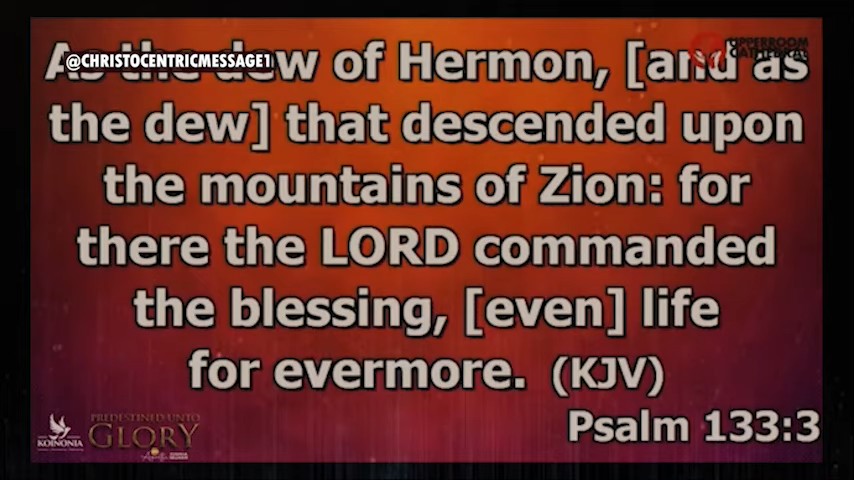 @CHRISTOCENTRICMESSAGE1
UPPERROOM
CATHEDRAL
As the dew of Hermon, [and as
the dew] that descended upon
the mountains of Zion: for
there the LORD commanded
the blessing, [even] life
for evermore. (KJV)
Psalm 133:3
KOINONIA
PREDESTINED UNTO
GLORY